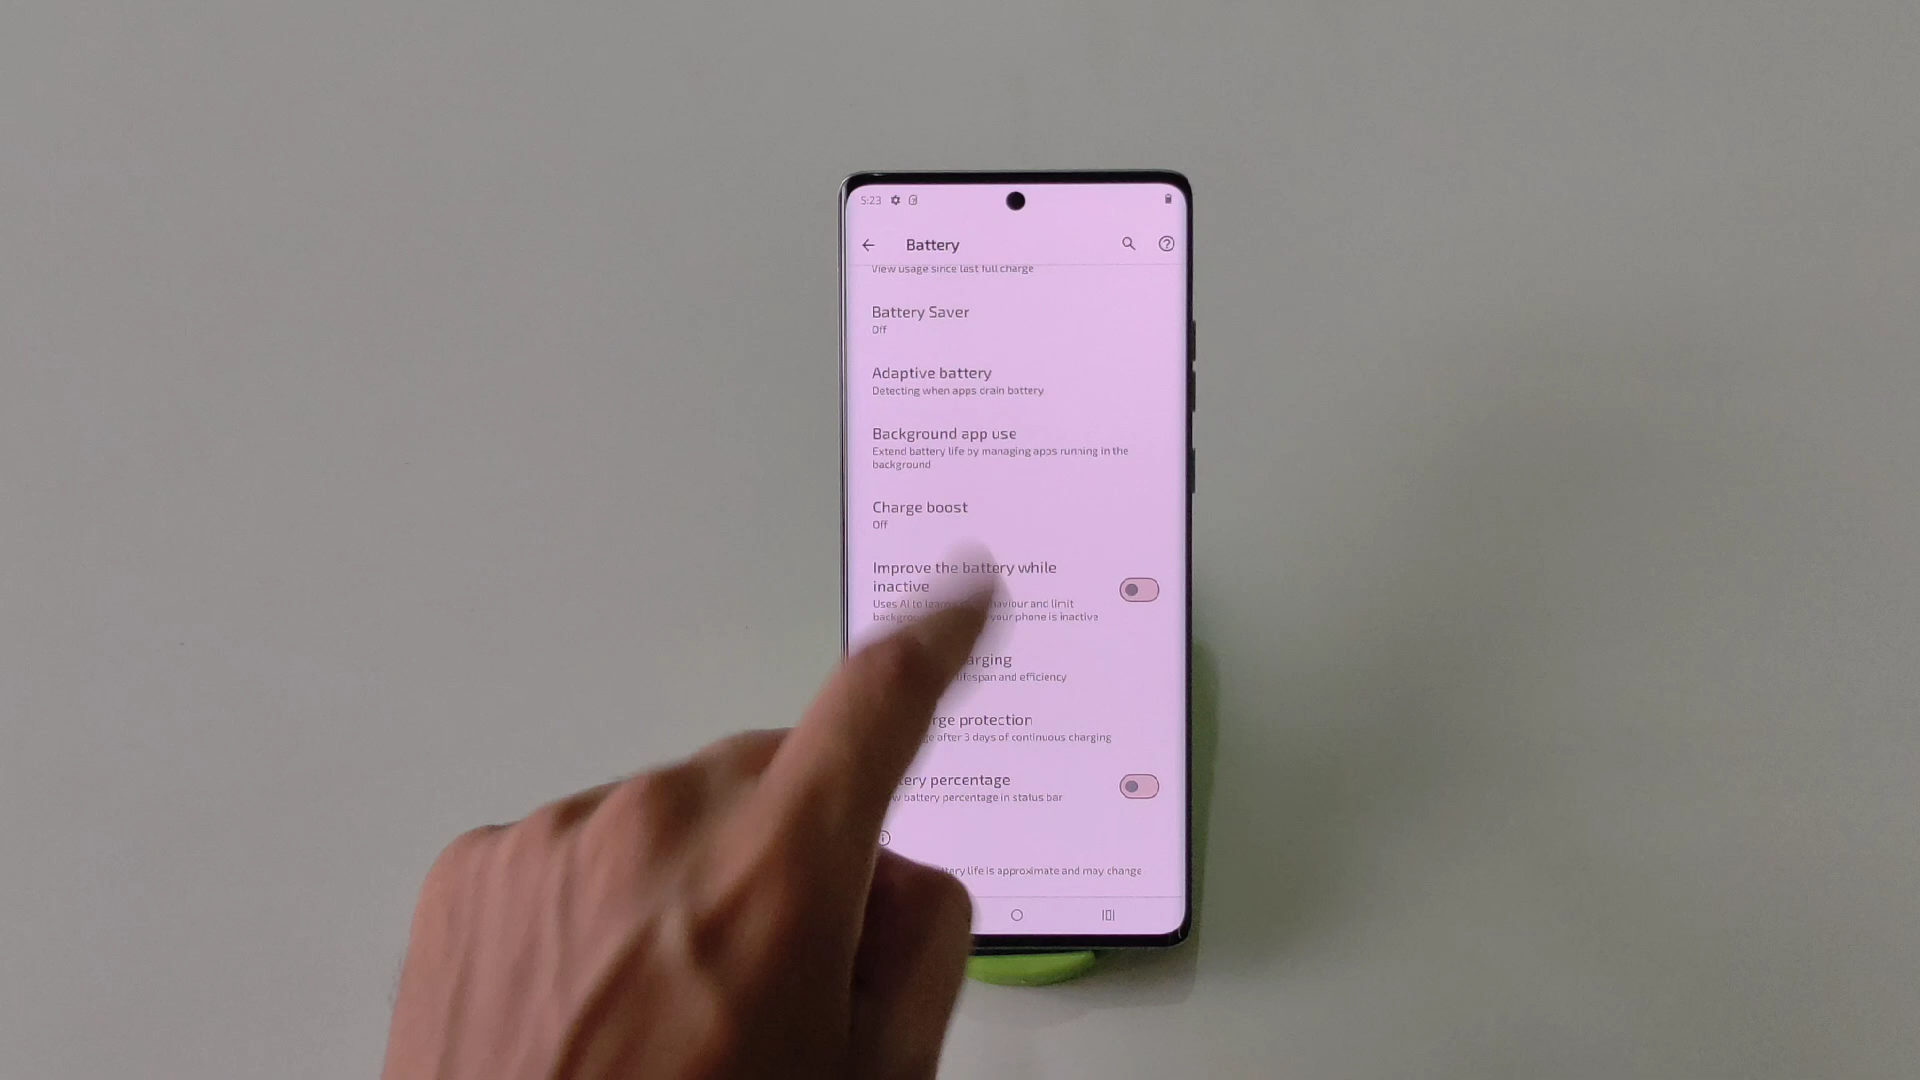 5:23
Battery
View usage since last full charge
Battery Saver
Off
Adaptive battery
Detecting when apps drain battery
Background app use
Extend battery life by managing apps running in the
background
Charge boost
Off
Improve the battery while
inactive
Uses AI to learn and limit
your phone is inactive
lifespan and efficiency
protection
after 3 days of continuous charging
percentage
battery percentage in status bar
life is approximate and may change